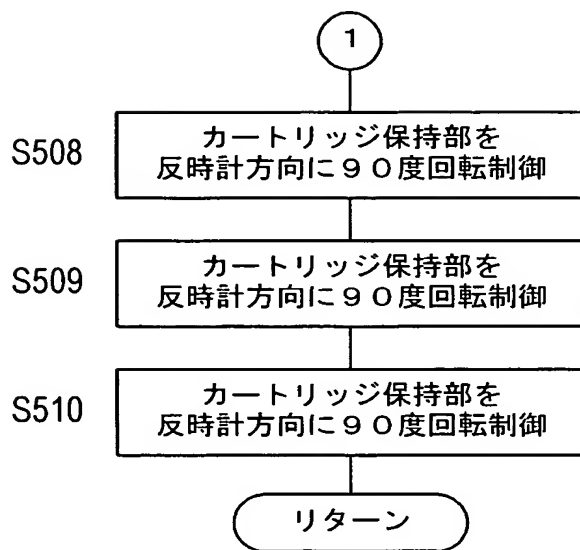 1
S508
カートリッジ保持部を
反時計方向に９０度回転制御
S509
カートリッジ保持部を
反時計方向に９０度回転制御
S510
カートリッジ保持部を
反時計方向に９０度回転制御
リターン